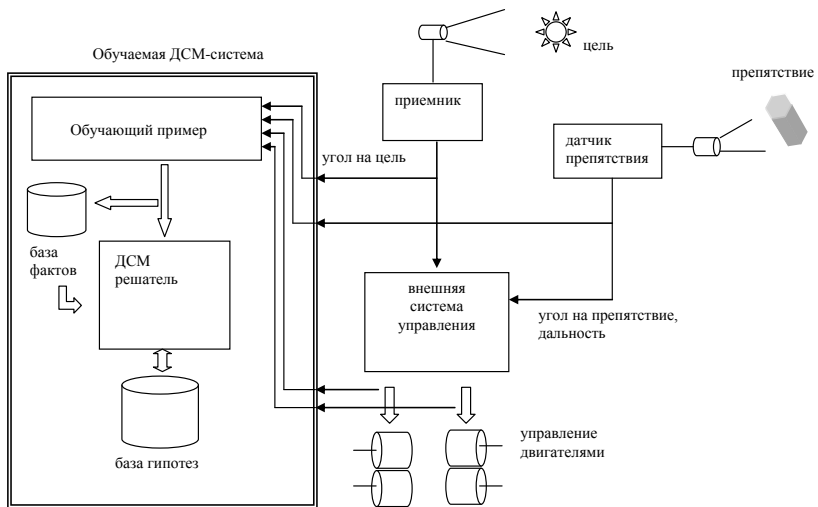 Обучаемая ДСМ-система
цель
препятствие
приемник
Обучающий пример
датчик
препятствия
угол на цель
база
фактов
ДСМ
решатель
внешняя
система
управления
угол на препятствие,
дальность
управление
двигателями
база гипотез